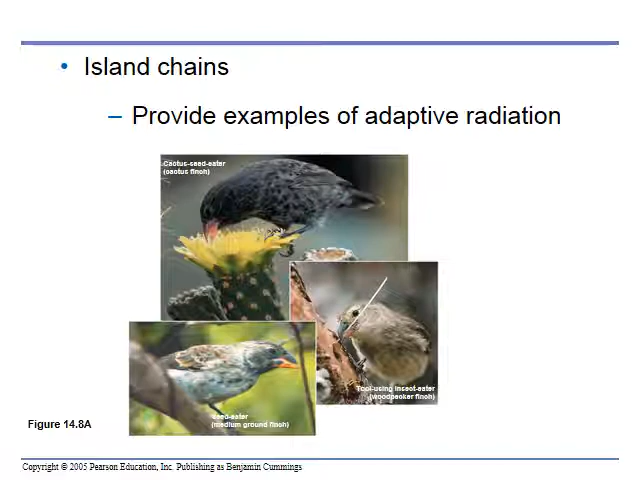 • Island chains
– Provide examples of adaptive radiation
Cactus-seed-eater
(cactus finch)
Tool-using insect-eater
(woodpecker finch)
Seed-eater
(medium ground finch)
Figure 14.8A
Copyright © 2005 Pearson Education, Inc. Publishing as Benjamin Cummings